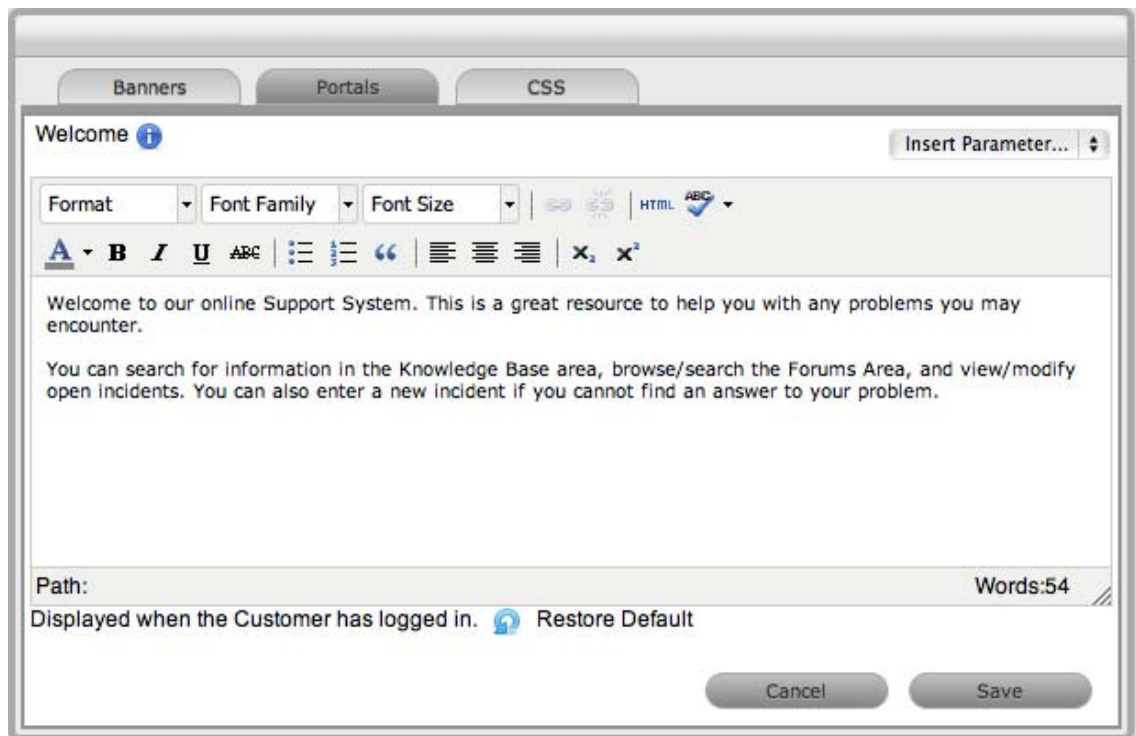 Banners Portals CSS
Welcome Insert Parameter...
Format Font Family Font Size HTML ABC
A B I U ABC x₂ x²
Welcome to our online Support System. This is a great resource to help you with any problems you may
encounter.
You can search for information in the Knowledge Base area, browse/search the Forums Area, and view/modify
open incidents. You can also enter a new incident if you cannot find an answer to your problem.
Path: Words:54
Displayed when the Customer has logged in. Restore Default
Cancel Save